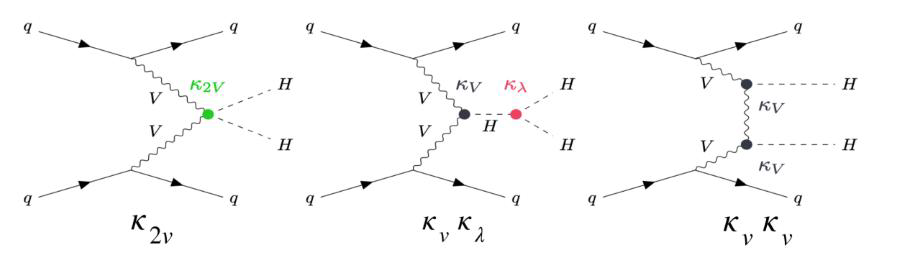 q q q q q q
κ2V H κV κλ H V H
V V V κV
V V H V
H H κV H
q q q q q q
κ2v κv κλ κv κv